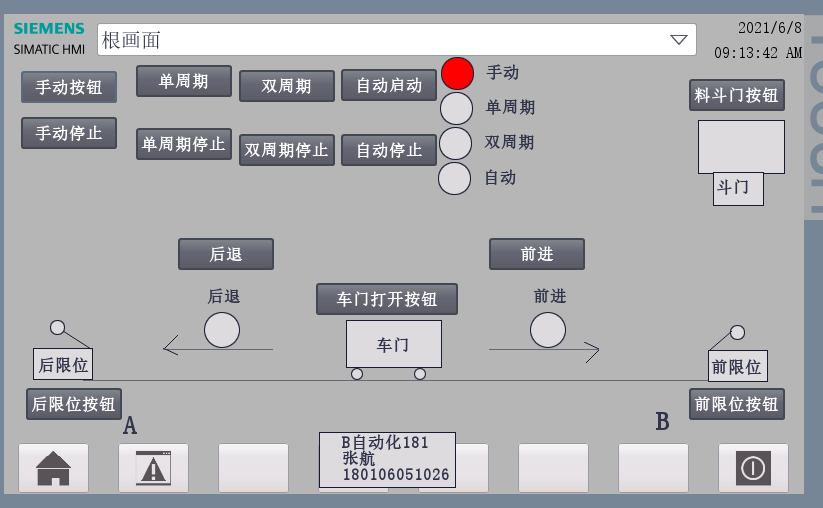 SIEMENS
SIMATIC HMI
根画面
2021/6/8
09:13:42 AM
手动按钮
单周期
双周期
自动启动
手动
料斗门按钮
单周期
手动停止
单周期停止
双周期停止
自动停止
双周期
自动
斗门
后退
前进
后退
车门打开按钮
前进
车门
后限位
前限位
后限位按钮
前限位按钮
A
B
B自动化181
张航
180106051026